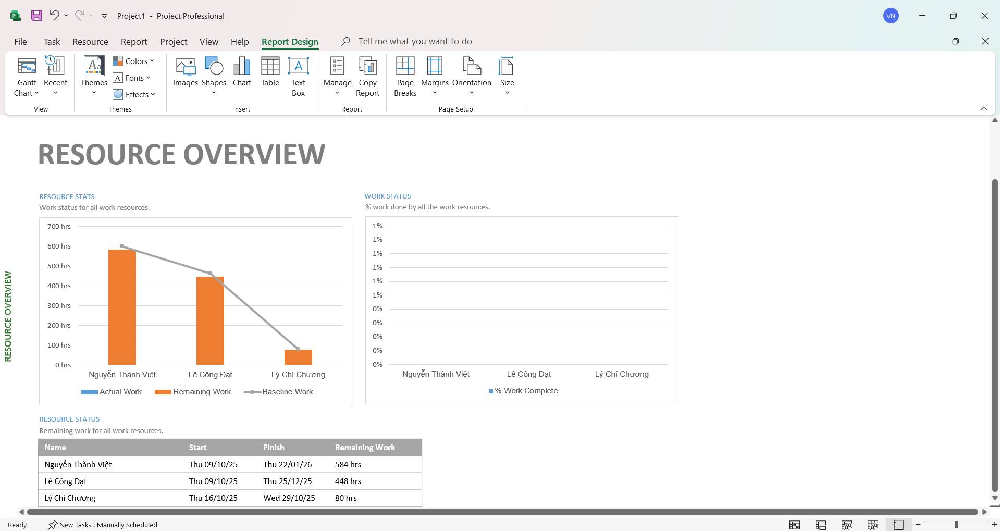 Project1 - Project Professional
VN
File Task Resource Report Project View Help Report Design Tell me what you want to do
Gantt Chart
Recent
View
Themes
Colors
Fonts
Effects
Themes
Images
Shapes
Chart
Table
Text Box
Insert
Manage
Copy Report
Report
Page Breaks
Margins
Orientation
Size
Page Setup
RESOURCE OVERVIEW
RESOURCE OVERVIEW
RESOURCE STATS
Work status for all work resources.
700 hrs
600 hrs
500 hrs
400 hrs
300 hrs
200 hrs
100 hrs
0 hrs
Nguyễn Thành Việt Lê Công Đạt Lý Chí Chương
Actual Work Remaining Work Baseline Work
WORK STATUS
% work done by all the work resources.
1%
1%
1%
1%
1%
1%
0%
0%
0%
0%
0%
Nguyễn Thành Việt Lê Công Đạt Lý Chí Chương
% Work Complete
RESOURCE STATUS
Remaining work for all work resources.
Name Start Finish Remaining Work
Nguyễn Thành Việt Thu 09/10/25 Thu 22/01/26 584 hrs
Lê Công Đạt Thu 09/10/25 Thu 25/12/25 448 hrs
Lý Chí Chương Thu 16/10/25 Wed 29/10/25 80 hrs
Ready New Tasks : Manually Scheduled